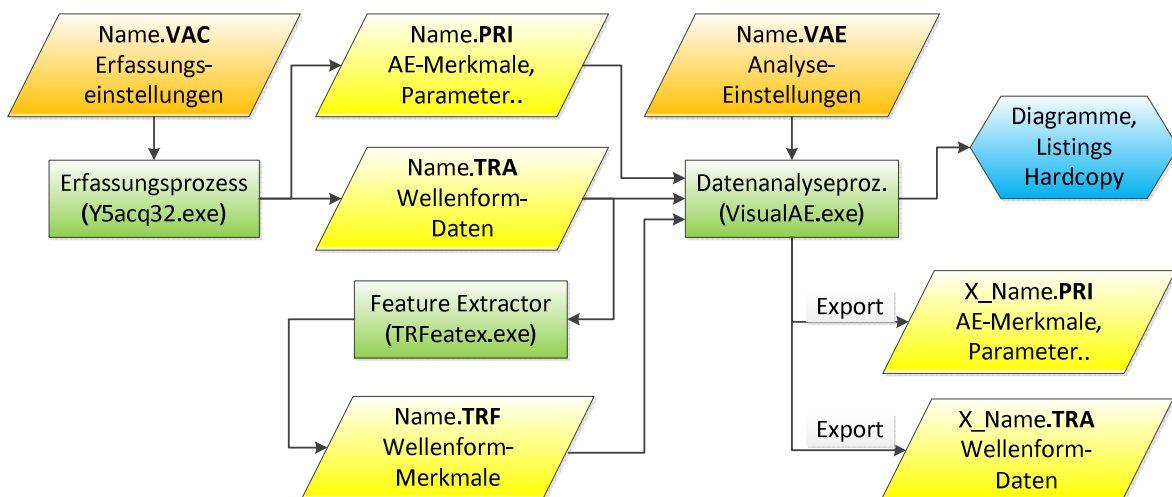 Name.VAC
Erfassungs-
einstellungen
Name.PRI
AE-Merkmale,
Parameter..
Name.VAE
Analyse-
Einstellungen
Diagramme,
Listings
Hardcopy
Erfassungsprozess
(Y5acq32.exe)
Name.TRA
Wellenform-
Daten
Datenanalyseproz.
(VisualAE.exe)
Feature Extractor
(TRFeatex.exe)
Export
X_Name.PRI
AE-Merkmale,
Parameter..
Name.TRF
Wellenform-
Merkmale
Export
X_Name.TRA
Wellenform-
Daten